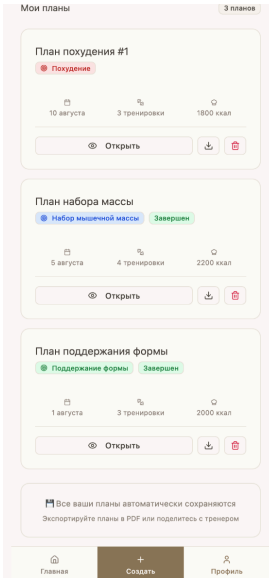 Мои планы 3 планов
План похудения #1
Похудение
10 августа 3 тренировки 1800 ккал
Открыть
План набора массы
Набор мышечной массы Завершен
5 августа 4 тренировки 2200 ккал
Открыть
План поддержания формы
Поддержание формы Завершен
1 августа 3 тренировки 2000 ккал
Открыть
💾 Все ваши планы автоматически сохраняются
Экспортируйте планы в PDF или поделитесь с тренером
Главная Создать Профиль